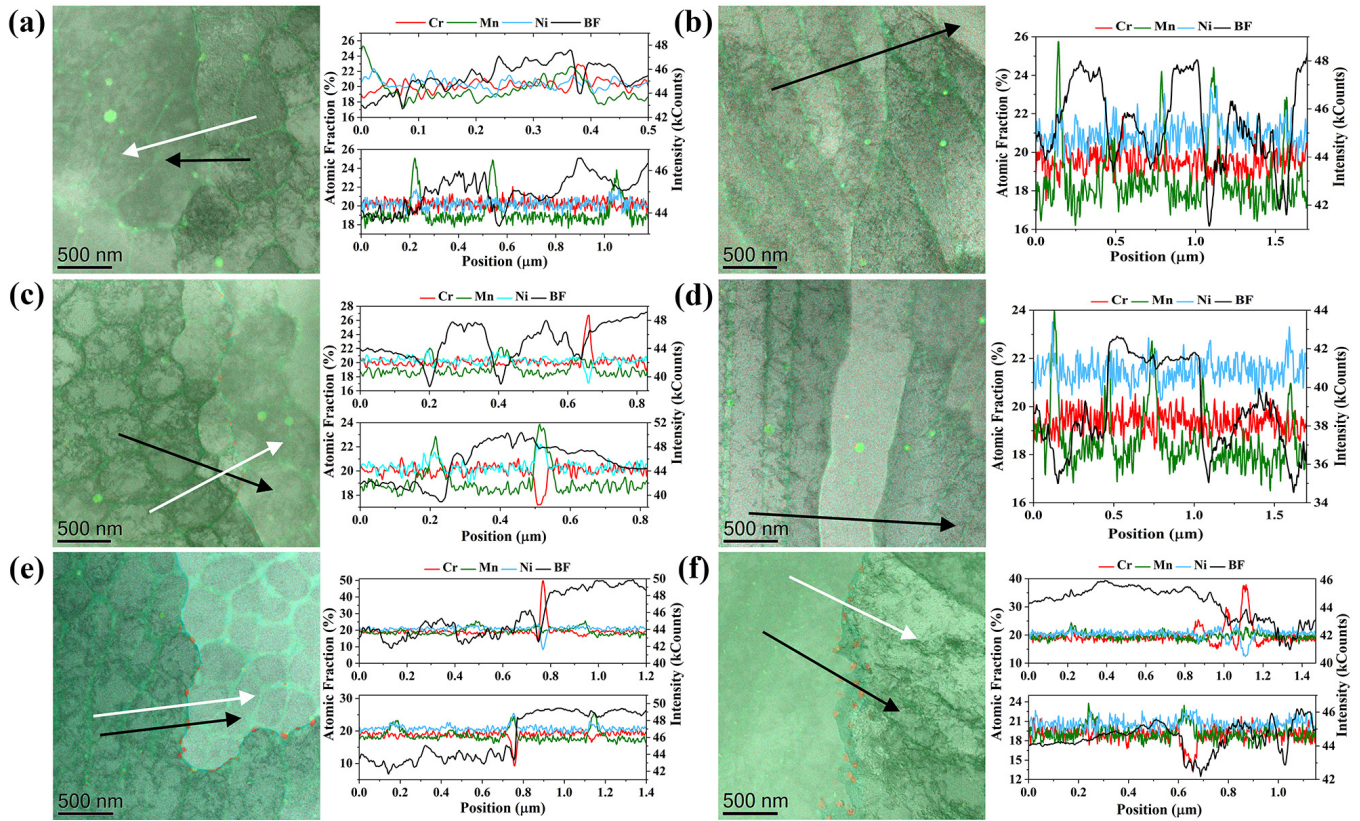 (a)
Cr Mn Ni BF
Atomic Fraction (%)
26
24
22
20
18
16
48
46
44
42
Intensity (kCounts)
0.0 0.1 0.2 0.3 0.4 0.5
Position (μm)
26
24
22
20
18
46
44
0.0 0.2 0.4 0.6 0.8 1.0
Position (μm)
500 nm
(b)
Cr Mn Ni BF
Atomic Fraction (%)
26
24
22
20
18
16
48
46
44
42
Intensity (kCounts)
0.0 0.5 1.0 1.5
Position (μm)
500 nm
(c)
Cr Mn Ni BF
Atomic Fraction (%)
28
26
24
22
20
18
16
48
44
40
Intensity (kCounts)
0.0 0.2 0.4 0.6 0.8
24
22
20
18
52
48
44
40
0.0 0.2 0.4 0.6 0.8
Position (μm)
500 nm
(d)
Cr Mn Ni BF
Atomic Fraction (%)
24
22
20
18
16
44
42
40
38
36
34
Intensity (kCounts)
0.0 0.5 1.0 1.5
Position (μm)
500 nm
(e)
Cr Mn Ni BF
Atomic Fraction (%)
50
40
30
20
10
0
50
48
46
44
42
40
Intensity (kCounts)
0.0 0.2 0.4 0.6 0.8 1.0 1.2 1.4
Atomic Fraction (%)
30
20
10
50
48
46
44
42
0.0 0.2 0.4 0.6 0.8 1.0 1.2 1.4
Position (μm)
500 nm
(f)
Cr Mn Ni BF
Atomic Fraction (%)
40
30
20
10
46
44
42
40
Intensity (kCounts)
0.0 0.2 0.4 0.6 0.8 1.0 1.2 1.4
Atomic Fraction (%)
24
21
18
15
12
46
44
42
0.0 0.2 0.4 0.6 0.8 1.0
Position (μm)
500 nm